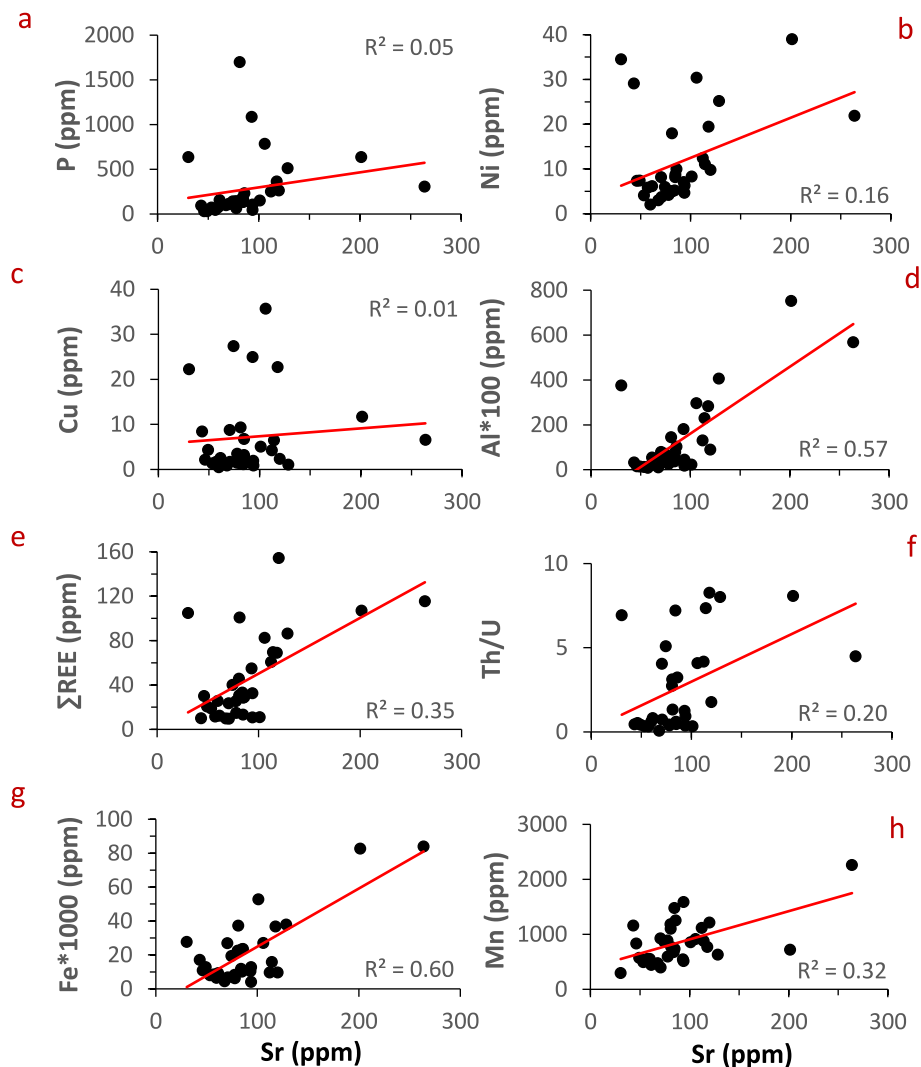 a
P (ppm)
2000
1500
1000
500
0
0 100 200 300
R² = 0.05
b
Ni (ppm)
40
30
20
10
0
0 100 200 300
R² = 0.16
c
Cu (ppm)
40
30
20
10
0
0 100 200 300
R² = 0.01
d
Al*100 (ppm)
800
600
400
200
0
0 100 200 300
R² = 0.57
e
∑REE (ppm)
160
120
80
40
0
0 100 200 300
R² = 0.35
f
Th/U
10
5
0
0 100 200 300
R² = 0.20
g
Fe*1000 (ppm)
100
80
60
40
20
0
0 100 200 300
R² = 0.60
Sr (ppm)
h
Mn (ppm)
3000
2000
1000
0
0 100 200 300
R² = 0.32
Sr (ppm)